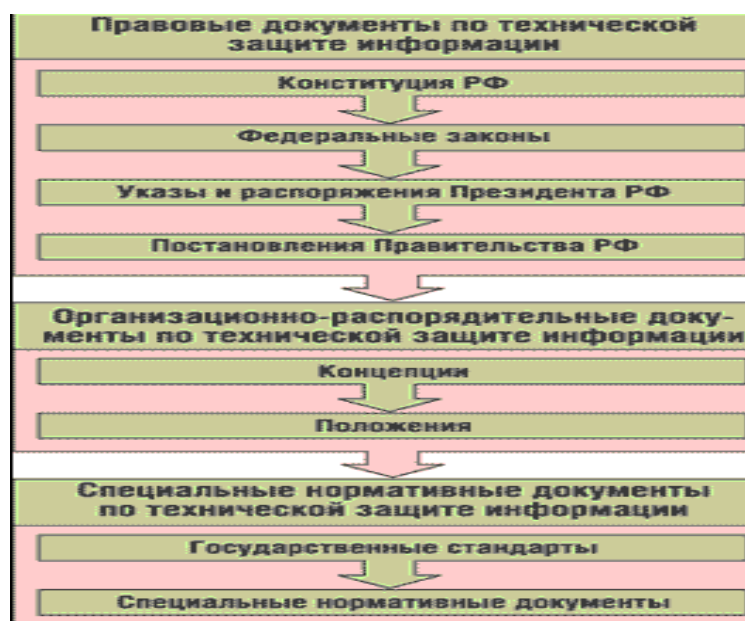 Правовые документы по технической
защите информации
Конституция РФ
Федеральные законы
Указы и распоряжения Президента РФ
Постановления Правительства РФ
Организационно-распорядительные доку-
менты по технической защите информации
Концепции
Положения
Специальные нормативные документы
по технической защите информации
Государственные стандарты
Специальные нормативные документы